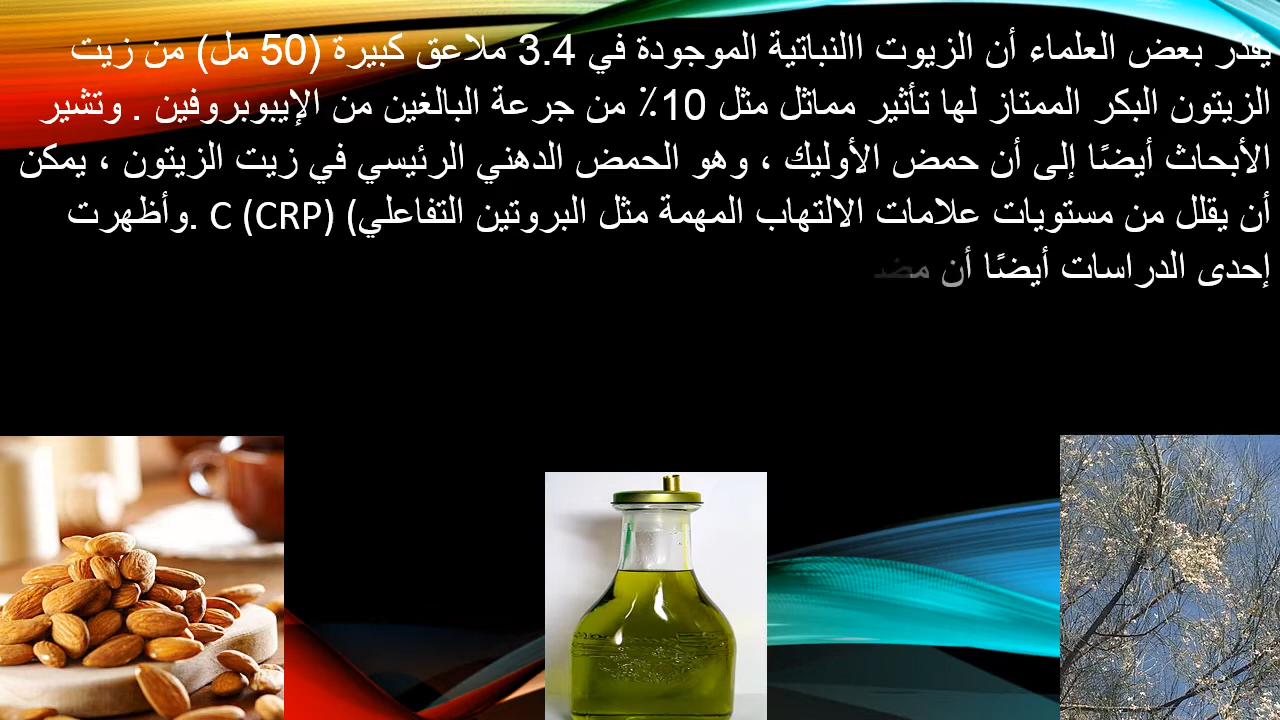 يقدّر بعض العلماء أن الزيوت االنباتية الموجودة في 3.4 ملاعق كبيرة (50 مل) من زيت
الزيتون البكر الممتاز لها تأثير مماثل مثل 10٪ من جرعة البالغين من الإيبوبروفين . وتشير
الأبحاث أيضًا إلى أن حمض الأوليك ، وهو الحمض الدهني الرئيسي في زيت الزيتون ، يمكن
أن يقلل من مستويات علامات الالتهاب المهمة مثل البروتين التفاعلي) C (CRP) .وأظهرت
إحدى الدراسات أيضًا أن